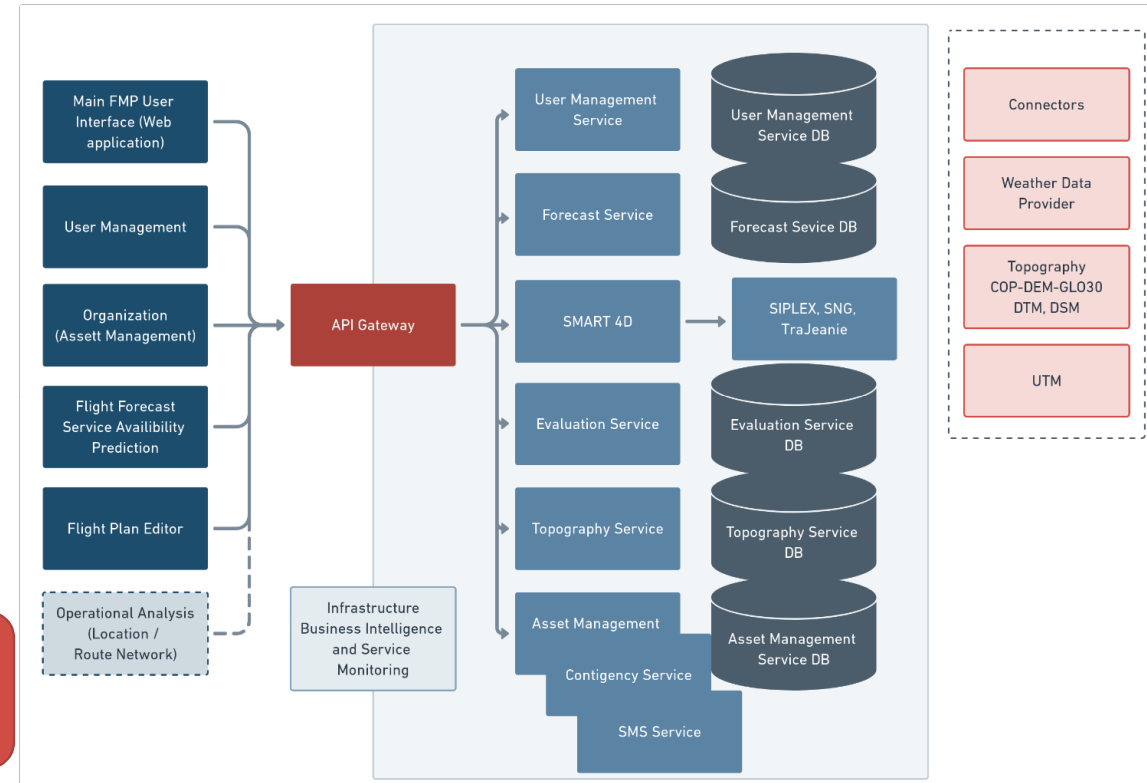 Main FMP User
Interface (Web
application)
User Management
Organization
(Assett Management)
Flight Forecast
Service Availibility
Prediction
Flight Plan Editor
Operational Analysis
(Location /
Route Network)
API Gateway
Infrastructure
Business Intelligence
and Service
Monitoring
User Management
Service
Forecast Service
SMART 4D
Evaluation Service
Topography Service
Asset Management
Contigency Service
SMS Service
User Management
Service DB
Forecast Sevice DB
SIPLEX, SNG,
TraJeanie
Evaluation Service
DB
Topography Service
DB
Asset Management
Service DB
Connectors
Weather Data
Provider
Topography
COP-DEM-GLO30
DTM, DSM
UTM